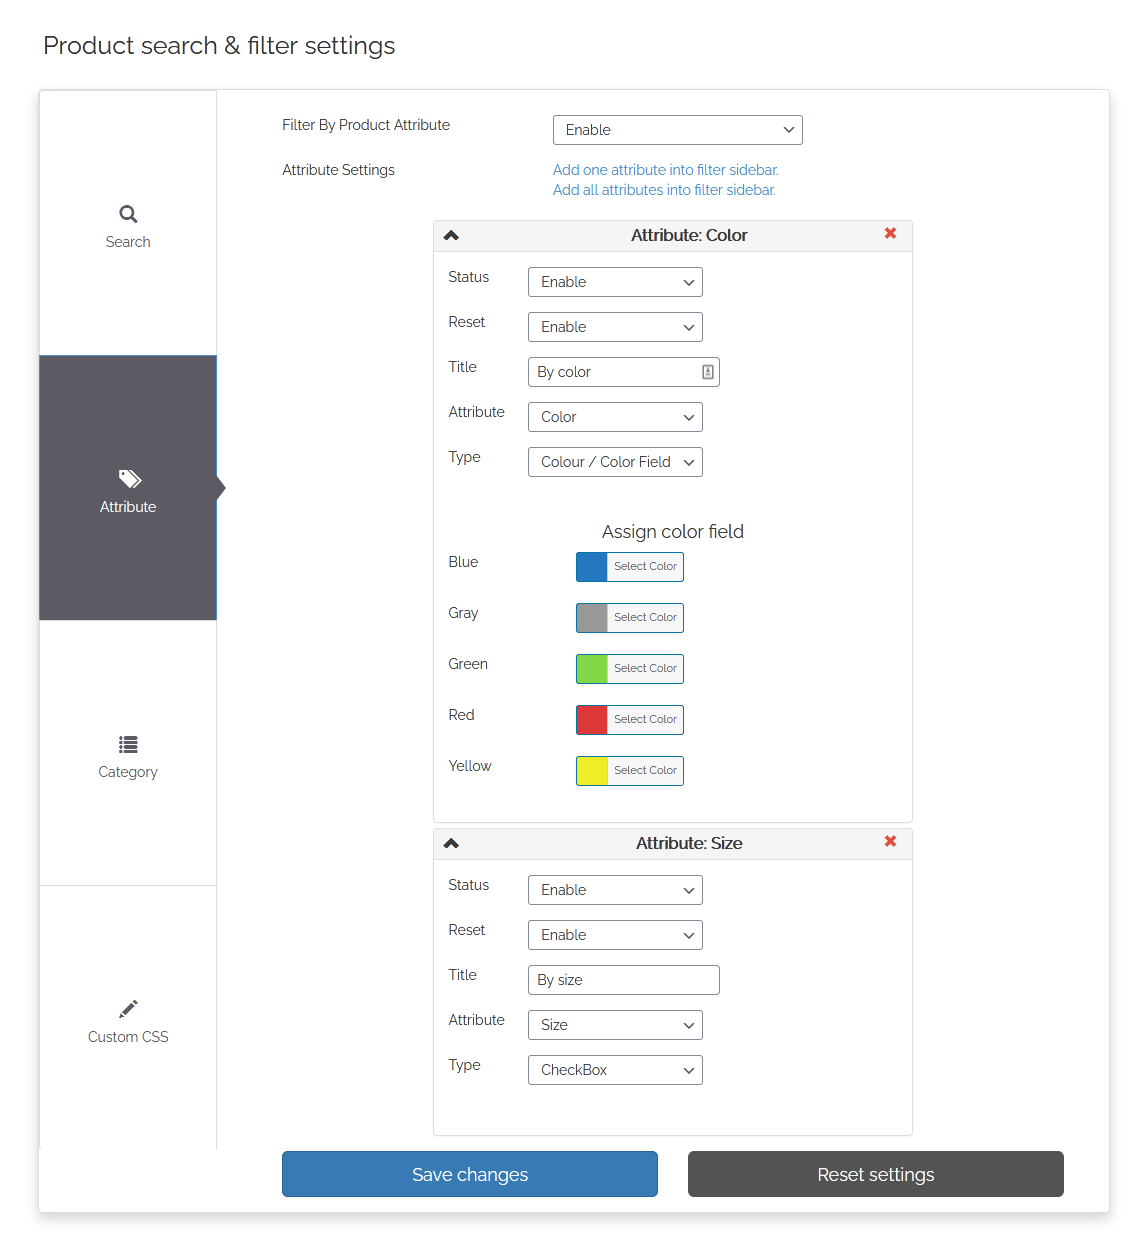 Product search & filter settings
Search
Attribute
Category
Custom CSS
Filter By Product Attribute
Enable
Attribute Settings
Add one attribute into filter sidebar.
Add all attributes into filter sidebar.
Attribute: Color
Status
Enable
Reset
Enable
Title
By color
Attribute
Color
Type
Colour / Color Field
Assign color field
Blue
Select Color
Gray
Select Color
Green
Select Color
Red
Select Color
Yellow
Select Color
Attribute: Size
Status
Enable
Reset
Enable
Title
By size
Attribute
Size
Type
CheckBox
Save changes
Reset settings